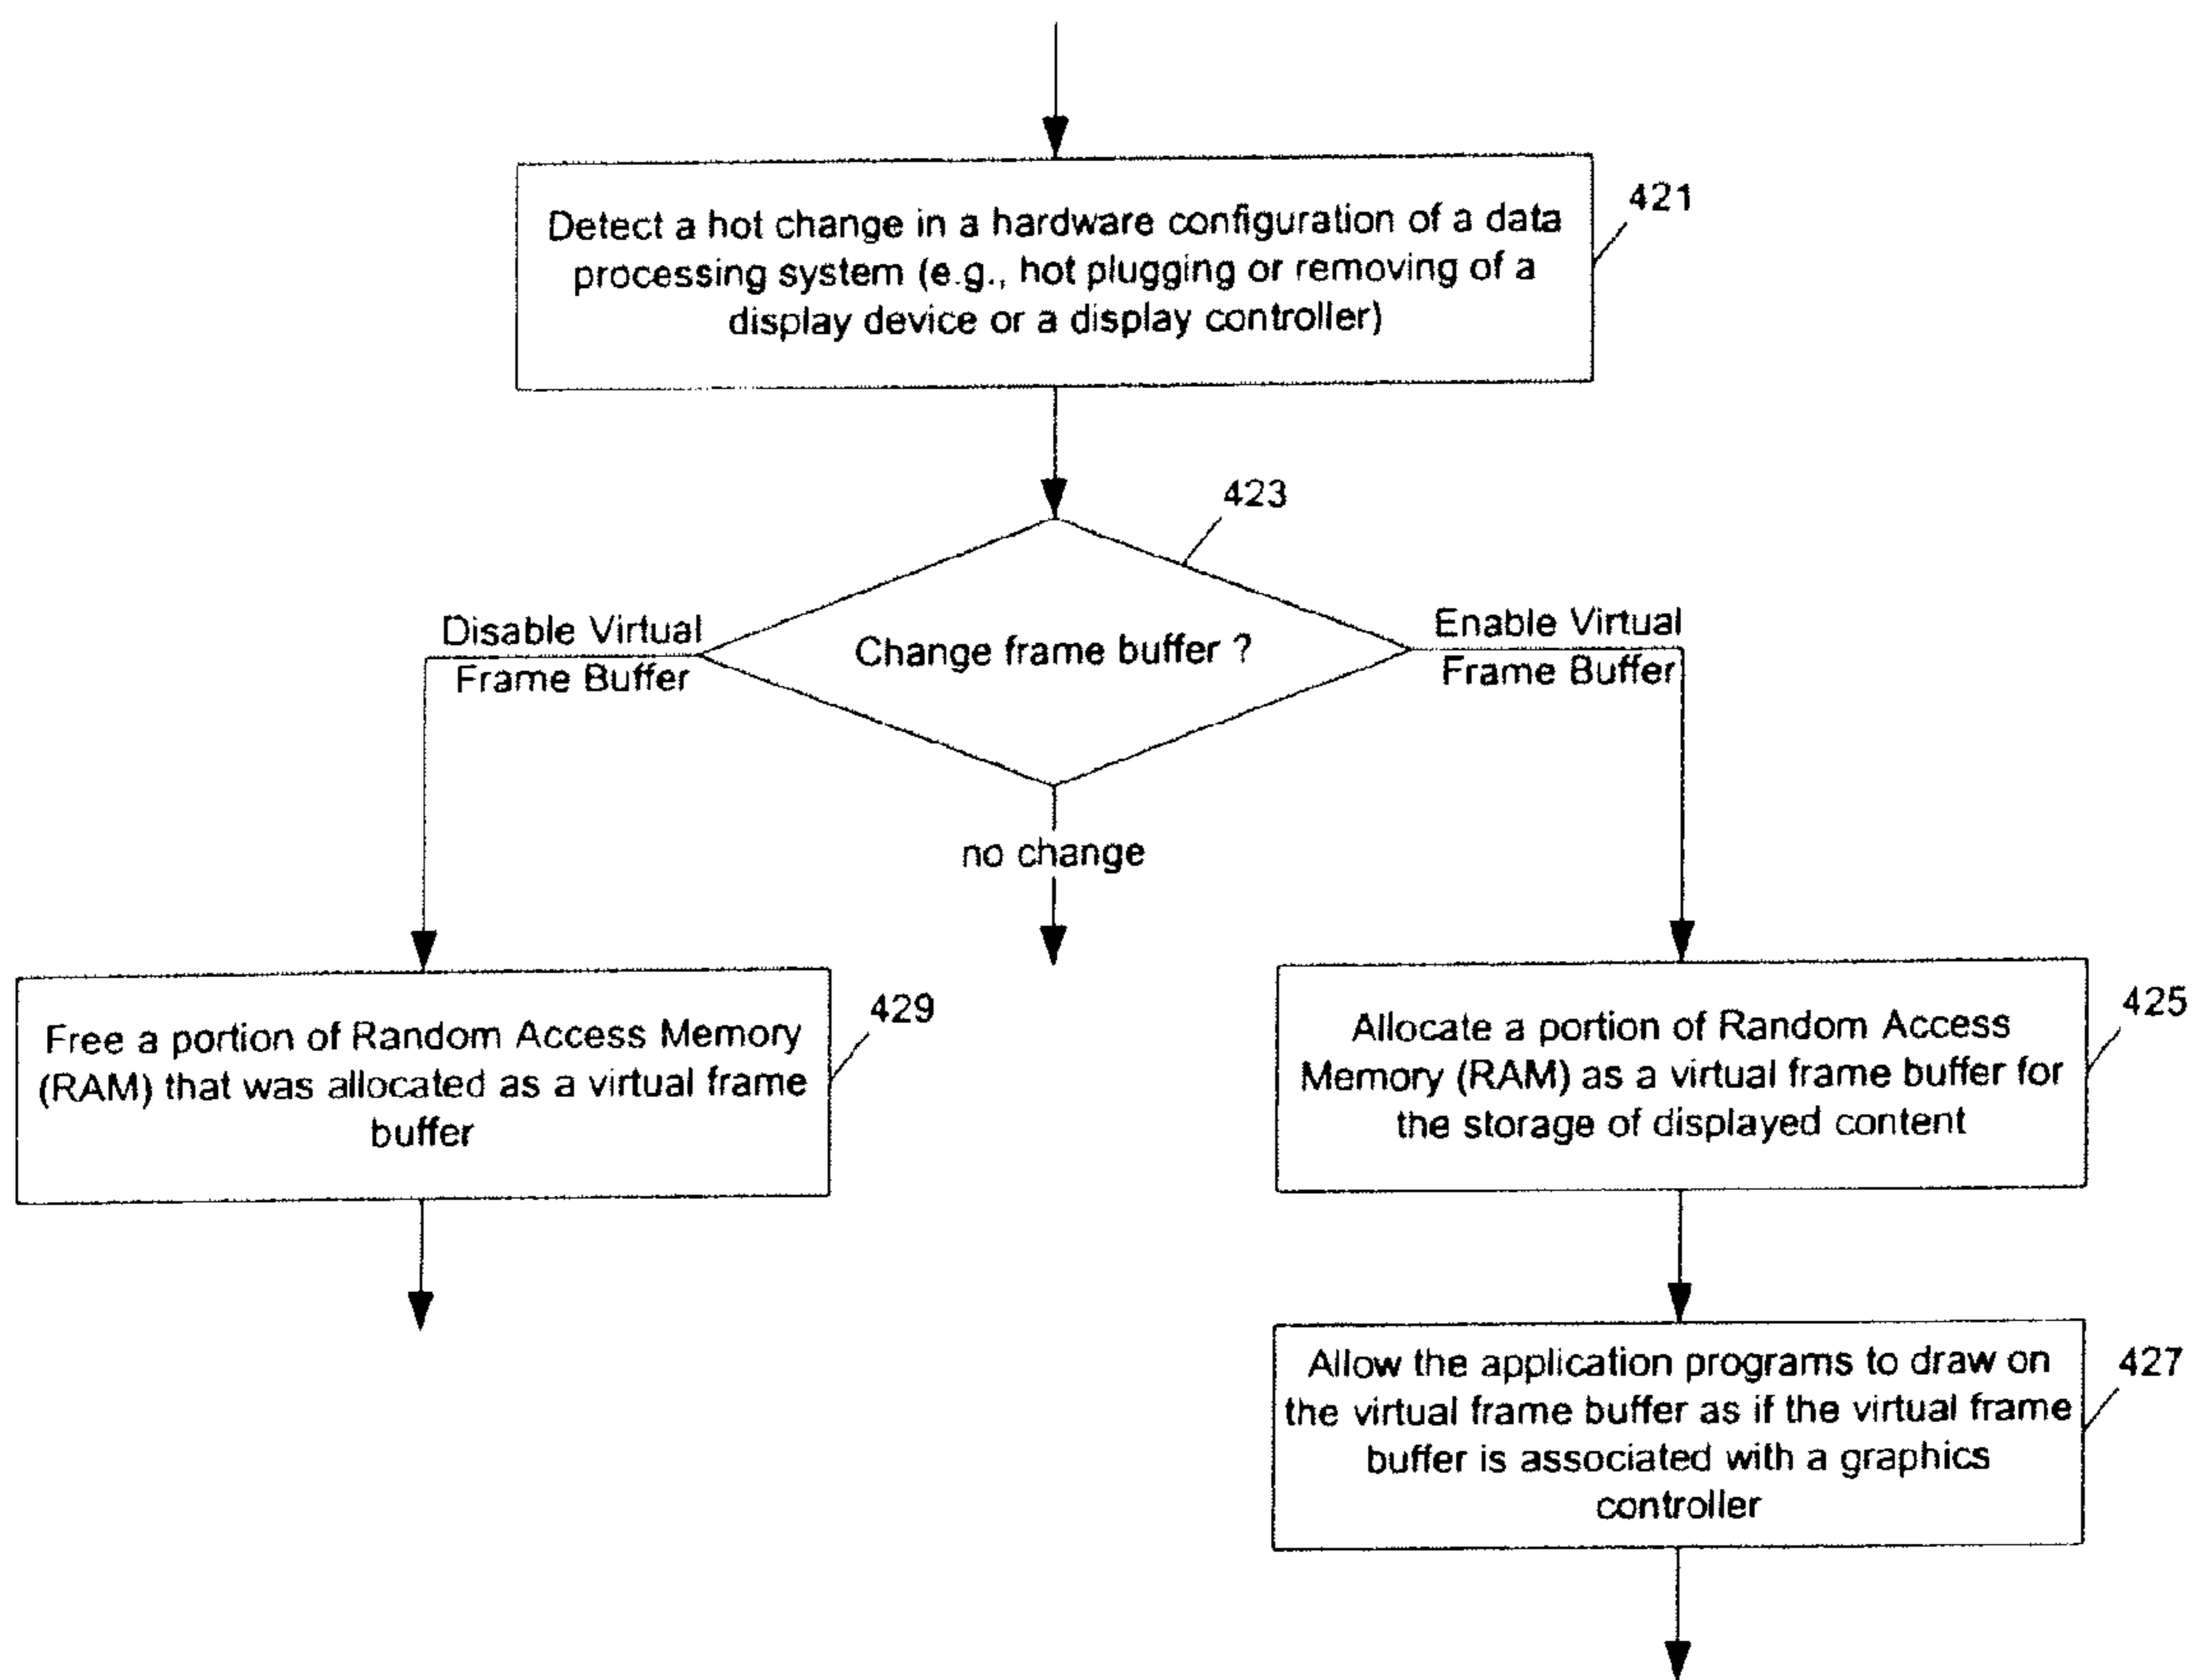 Detect a hot change in a hardware configuration of a data
processing system (e.g., hot plugging or removing of a
display device or a display controller)
421
423
Change frame buffer ?
Disable Virtual
Frame Buffer
Enable Virtual
Frame Buffer
no change
Free a portion of Random Access Memory
(RAM) that was allocated as a virtual frame
buffer
429
Allocate a portion of Random Access
Memory (RAM) as a virtual frame buffer for
the storage of displayed content
425
Allow the application programs to draw on
the virtual frame buffer as if the virtual frame
buffer is associated with a graphics
controller
427